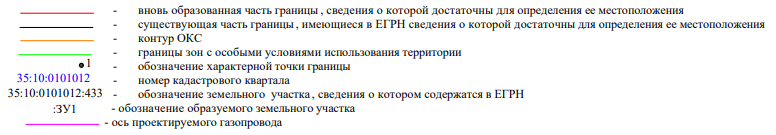 - вновь образованная часть границы , сведения о которой достаточны для определения ее местоположения
- существующая часть границы, имеющиеся в ЕГРН сведения о которой достаточны для определения ее местоположения
- контур ОКС
- границы зон с особыми условиями использования территории
1 - обозначение характерной точки границы
35:10:0101012 - номер кадастрового квартала
35:10:0101012:433 - обозначение земельного участка, сведения о котором содержатся в ЕГРН
:ЗУ1 - обозначение образуемого земельного участка
- ось проектируемого газопровода